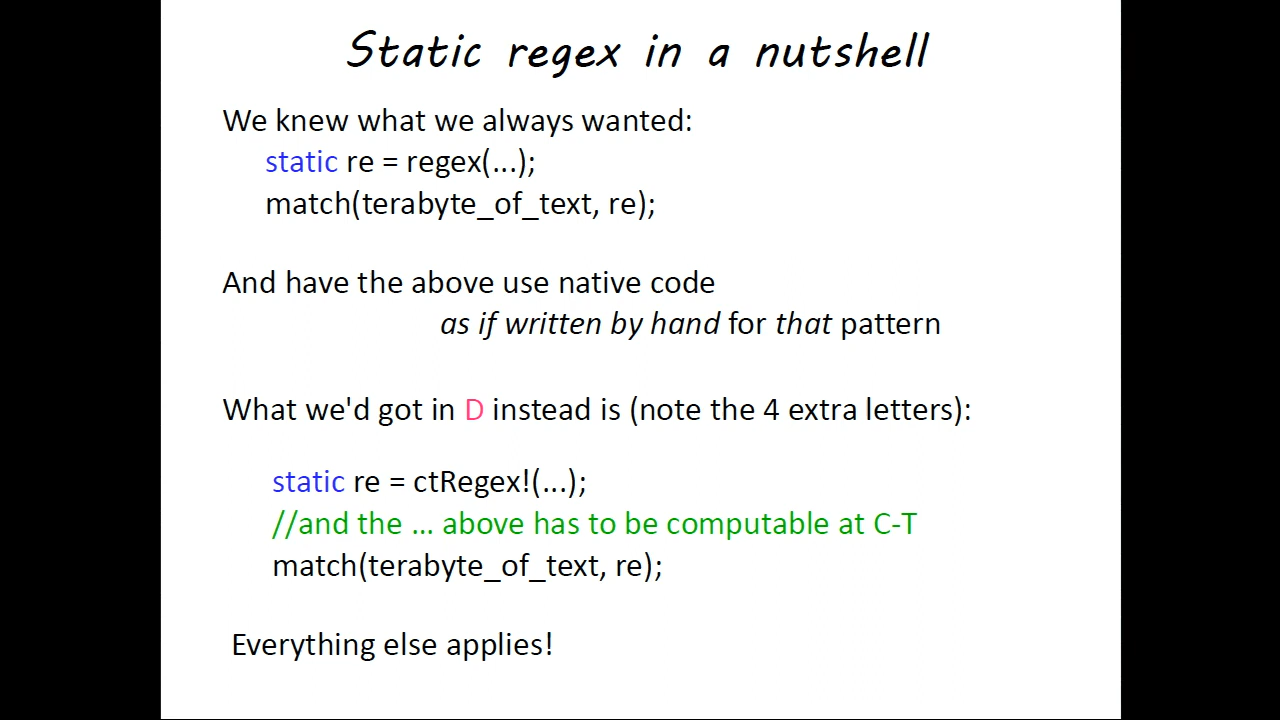 Static regex in a nutshell
We knew what we always wanted:
static re = regex(...);
match(terabyte_of_text, re);
And have the above use native code
as if written by hand for that pattern
What we'd got in D instead is (note the 4 extra letters):
static re = ctRegex!(...);
//and the ... above has to be computable at C-T
match(terabyte_of_text, re);
Everything else applies!